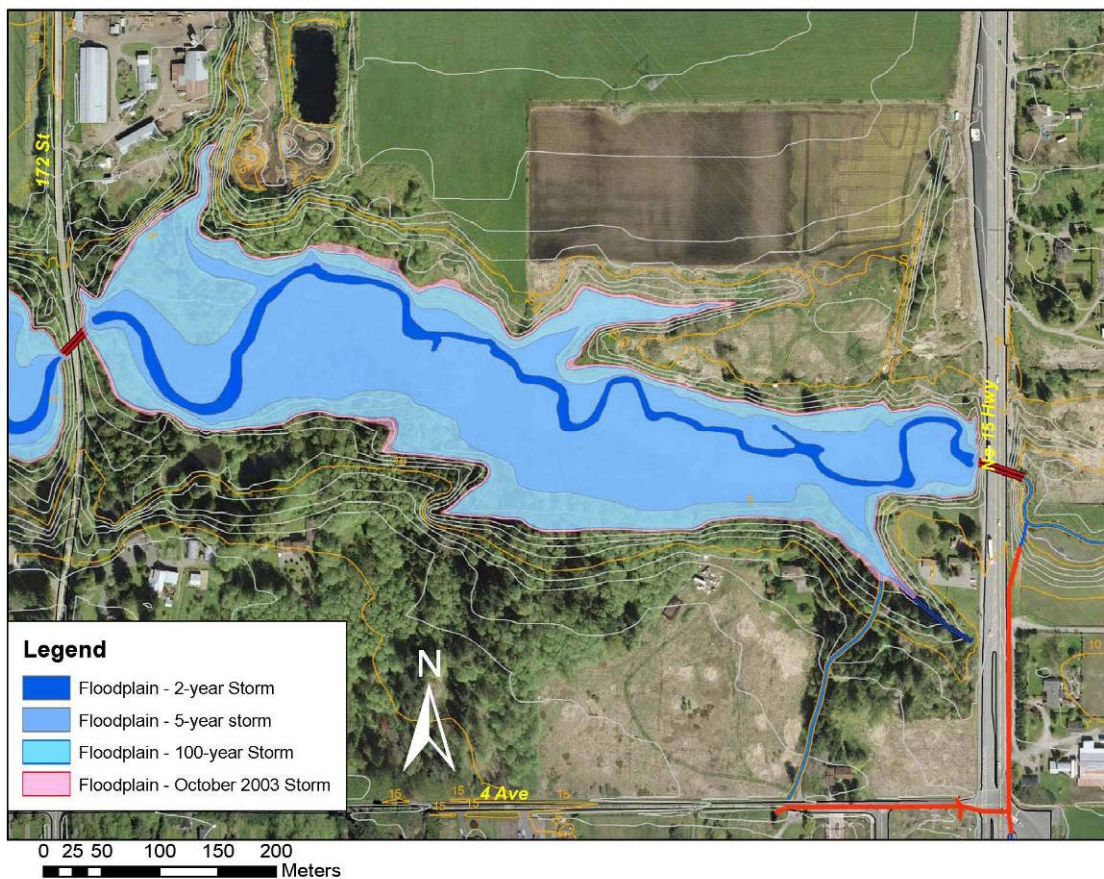 172 St
No 15 Hwy
Legend
Floodplain - 2-year Storm
Floodplain - 5-year storm
Floodplain - 100-year Storm
Floodplain - October 2003 Storm
N
4 Ave
15
15
15
15
10
0 25 50 100 150 200
Meters